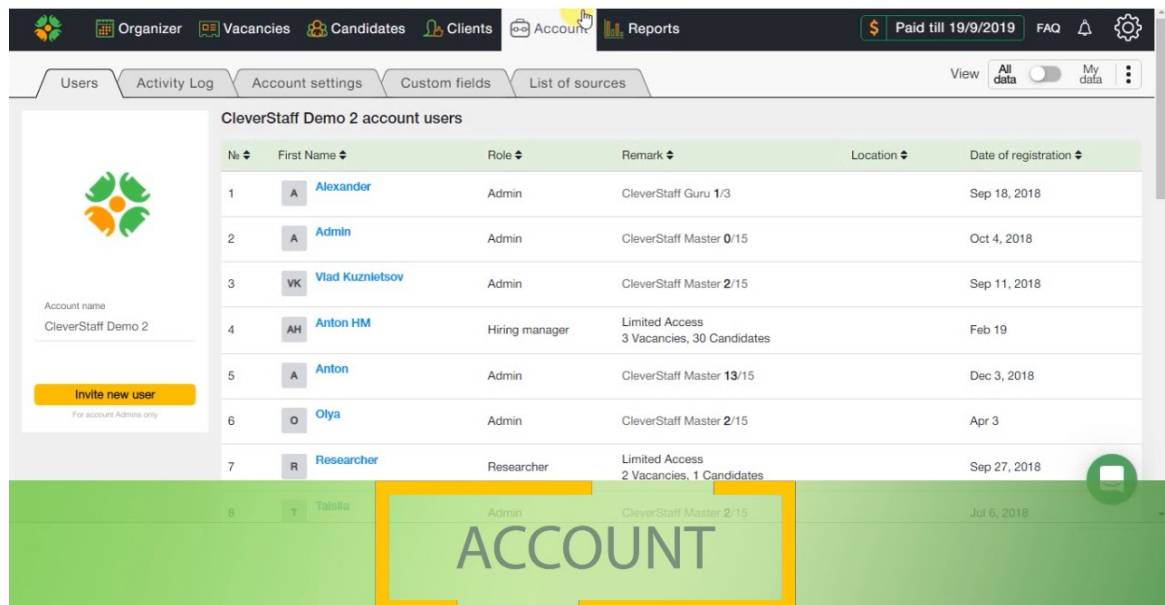 Organizer Vacancies Candidates Clients Account Reports $ Paid till 19/9/2019 FAQ
Users Activity Log Account settings Custom fields List of sources View All data My data
CleverStaff Demo 2 account users
№ First Name Role Remark Location Date of registration
1 A Alexander Admin CleverStaff Guru 1/3 Sep 18, 2018
2 A Admin Admin CleverStaff Master 0/15 Oct 4, 2018
3 VK Vlad Kuznietsov Admin CleverStaff Master 2/15 Sep 11, 2018
Account name
CleverStaff Demo 2
4 AH Anton HM Hiring manager Limited Access
3 Vacancies, 30 Candidates Feb 19
5 A Anton Admin CleverStaff Master 13/15 Dec 3, 2018
Invite new user
For account Admins only
6 O Olya Admin CleverStaff Master 2/15 Apr 3
7 R Researcher Researcher Limited Access
2 Vacancies, 1 Candidates Sep 27, 2018
8 T Taisiia Admin CleverStaff Master 2/15 Jul 6, 2018
ACCOUNT